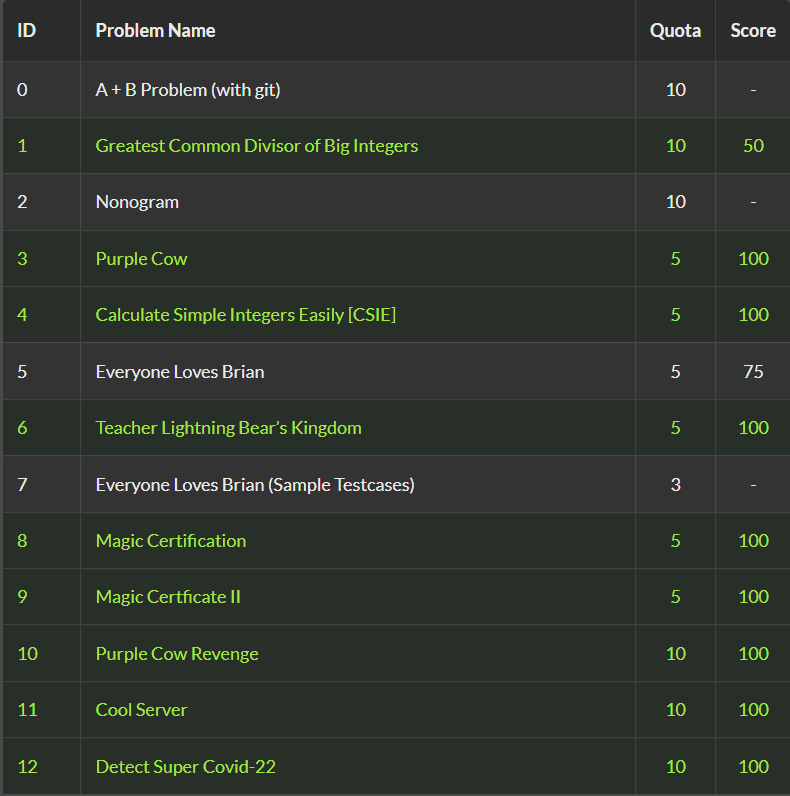 ID Problem Name Quota Score
0 A + B Problem (with git) 10 -
1 Greatest Common Divisor of Big Integers 10 50
2 Nonogram 10 -
3 Purple Cow 5 100
4 Calculate Simple Integers Easily [CSIE] 5 100
5 Everyone Loves Brian 5 75
6 Teacher Lightning Bear’s Kingdom 5 100
7 Everyone Loves Brian (Sample Testcases) 3 -
8 Magic Certification 5 100
9 Magic Certficate II 5 100
10 Purple Cow Revenge 10 100
11 Cool Server 10 100
12 Detect Super Covid-22 10 100